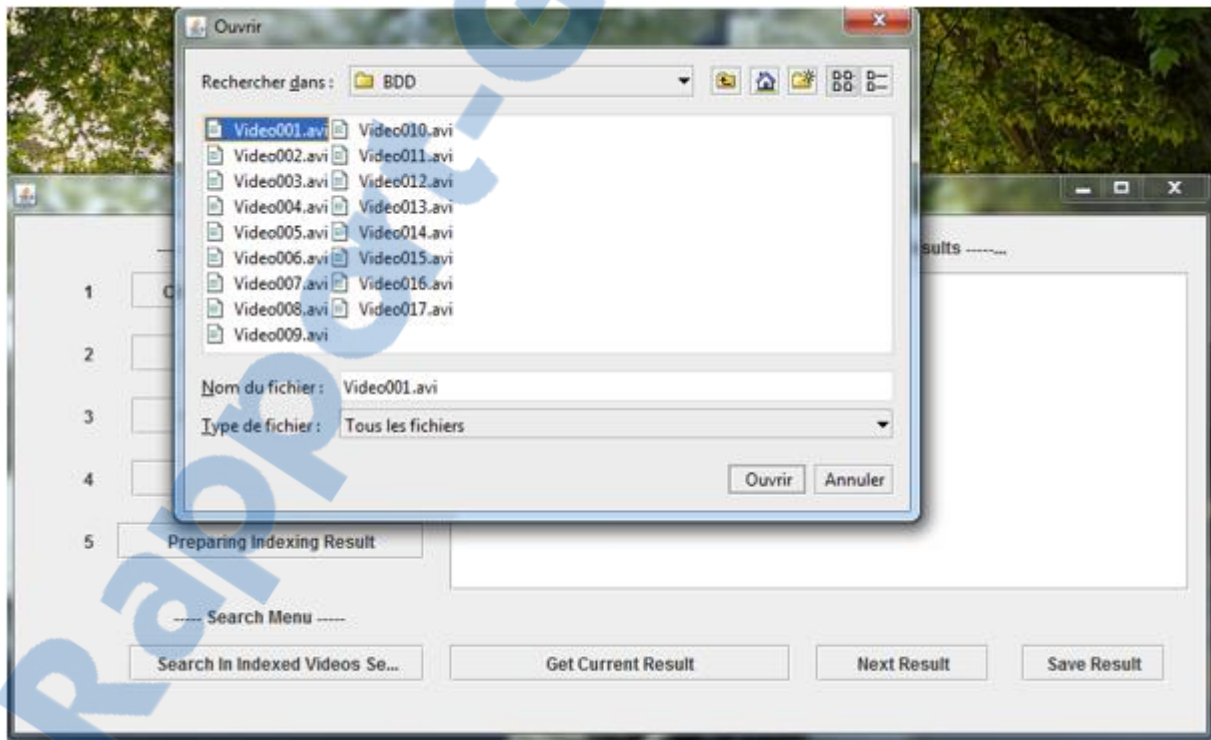 Ouvrir
Rechercher dans : BDD
Video001.avi Video010.avi
Video002.avi Video011.avi
Video003.avi Video012.avi
Video004.avi Video013.avi
Video005.avi Video014.avi
Video006.avi Video015.avi
Video007.avi Video016.avi
Video008.avi Video017.avi
Video009.avi
Nom du fichier : Video001.avi
Type de fichier : Tous les fichiers
Ouvrir Annuler
sults -----...
1
2
3
4
5 Preparing Indexing Result
----- Search Menu -----
Search In Indexed Videos Se... Get Current Result Next Result Save Result
Rapport-